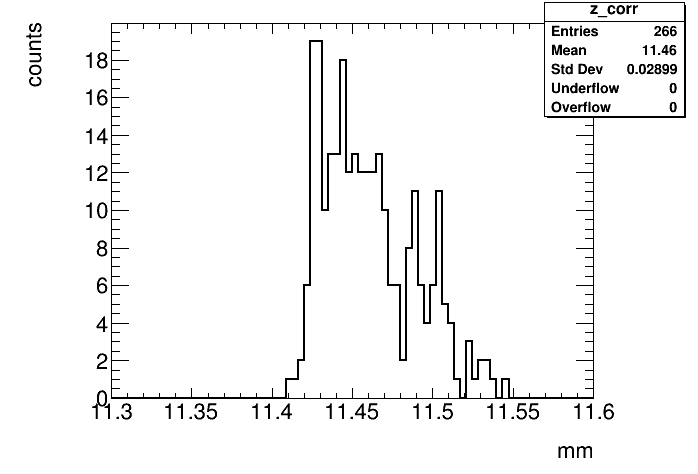 z_corr
Entries 266
Mean 11.46
Std Dev 0.02899
Underflow 0
Overflow 0
counts
18
16
14
12
10
8
6
4
2
0
11.3 11.35 11.4 11.45 11.5 11.55 11.6
mm